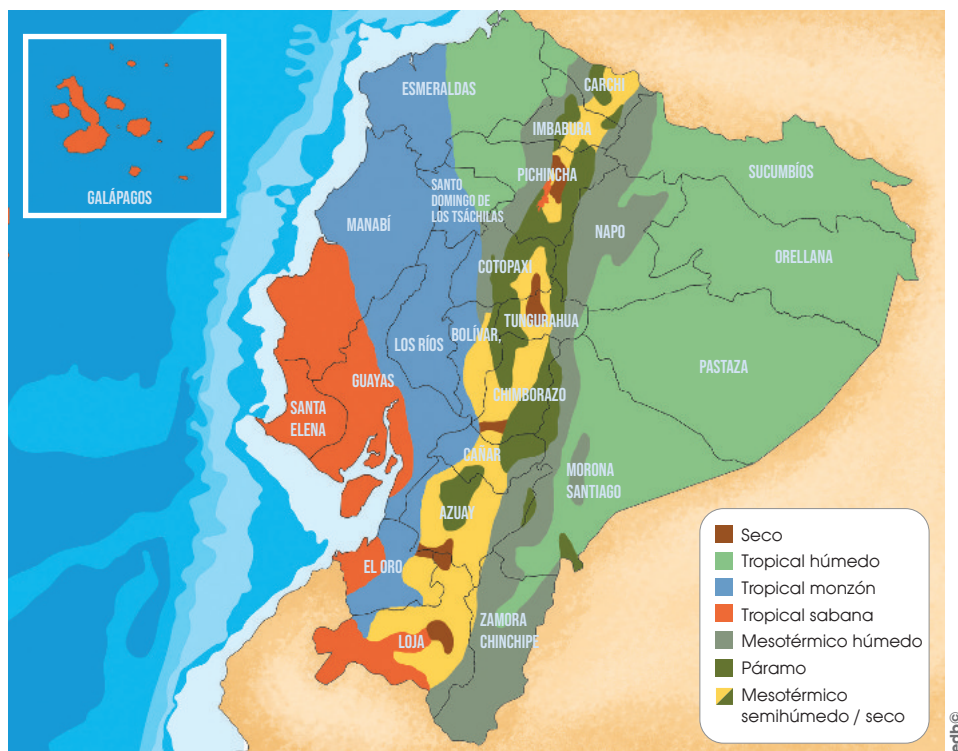 GALÁPAGOS
ESMERALDAS
CARCHI
IMBABURA
PICHINCHA
SUCUMBÍOS
SANTO
DOMINGO DE
LOS TSÁCHILAS
MANABÍ
NAPO
ORELLANA
COTOPAXI
TUNGURAHUA
BOLÍVAR,
LOS RÍOS
PASTAZA
GUAYAS
CHIMBORAZO
SANTA
ELENA
CAÑAR
MORONA
SANTIAGO
AZUAY
EL ORO
ZAMORA
CHINCHIPE
LOJA
Seco
Tropical húmedo
Tropical monzón
Tropical sabana
Mesotérmico húmedo
Páramo
Mesotérmico
semihúmedo / seco
edb©